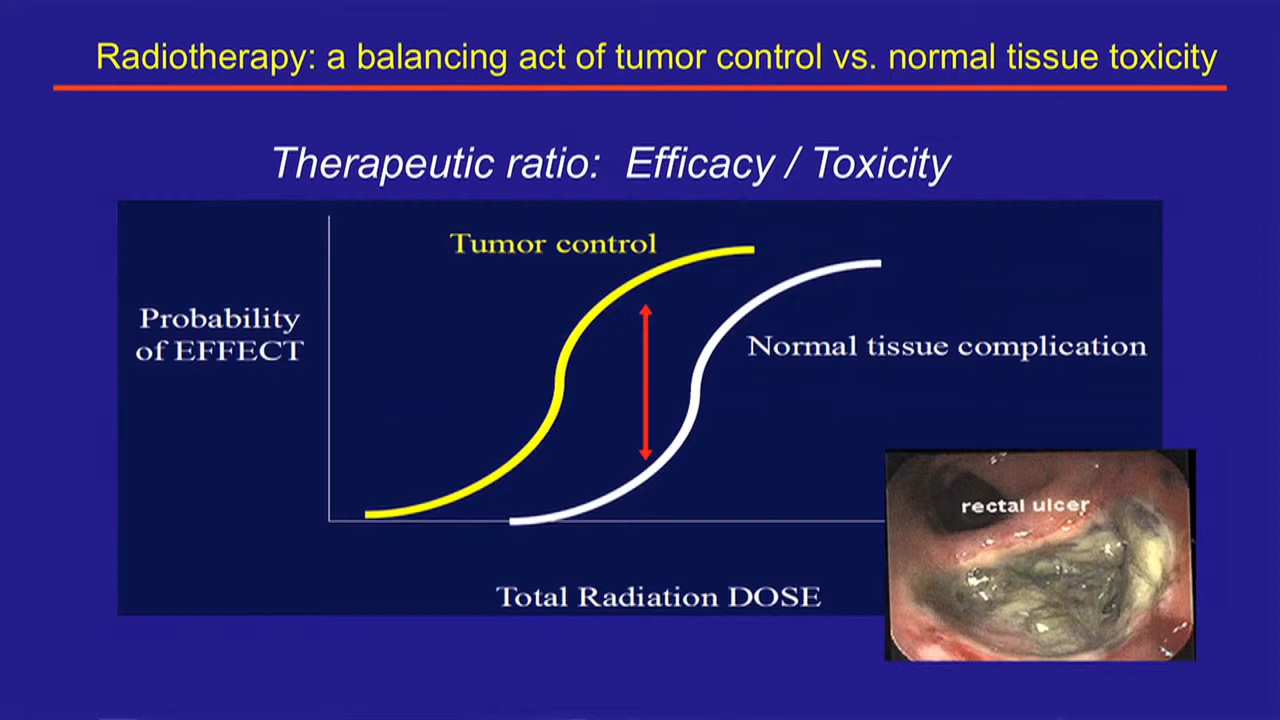 Radiotherapy: a balancing act of tumor control vs. normal tissue toxicity
Therapeutic ratio: Efficacy / Toxicity
Tumor control
Probability
of EFFECT
Normal tissue complication
rectal ulcer
Total Radiation DOSE